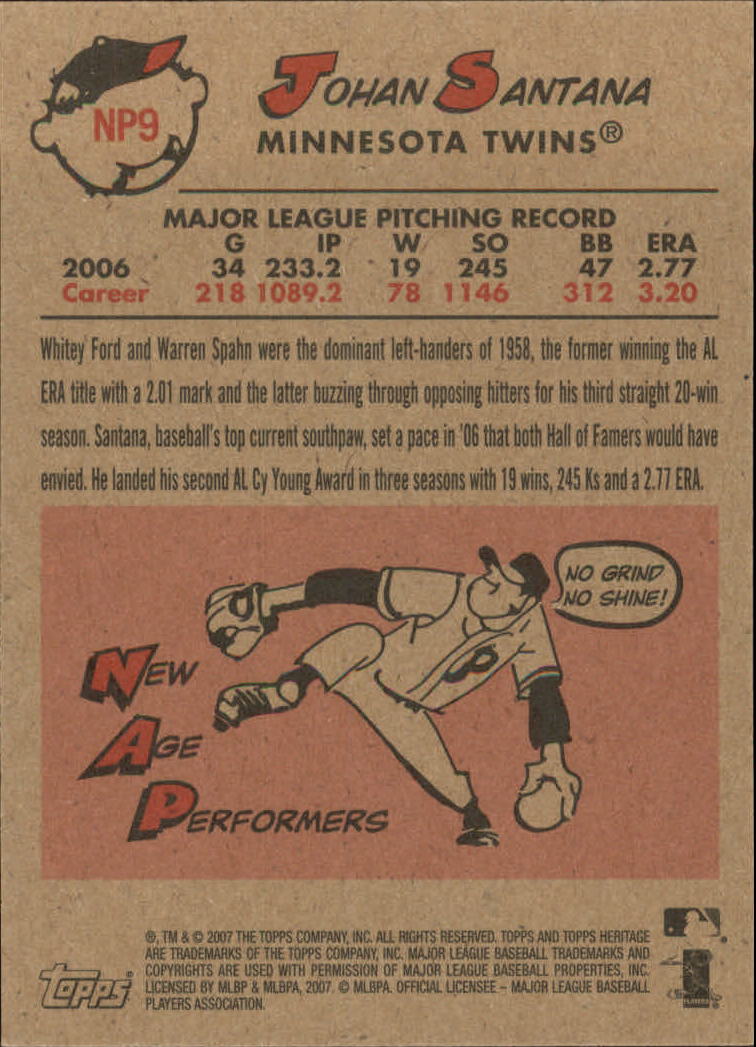 NP9
JOHAN SANTANA
MINNESOTA TWINS®
MAJOR LEAGUE PITCHING RECORD
G IP W SO BB ERA
2006 34 233.2 19 245 47 2.77
Career 218 1089.2 78 1146 312 3.20
Whitey Ford and Warren Spahn were the dominant left-handers of 1958, the former winning the AL
ERA title with a 2.01 mark and the latter buzzing through opposing hitters for his third straight 20-win
season. Santana, baseball's top current southpaw, set a pace in '06 that both Hall of Famers would have
envied. He landed his second AL Cy Young Award in three seasons with 19 wins, 245 Ks and a 2.77 ERA.
NO GRIND
NO SHINE!
P
NEW
AGE
PERFORMERS
®, TM & © 2007 THE TOPPS COMPANY, INC. ALL RIGHTS RESERVED. TOPPS AND TOPPS HERITAGE
ARE TRADEMARKS OF THE TOPPS COMPANY, INC. MAJOR LEAGUE BASEBALL TRADEMARKS AND
COPYRIGHTS ARE USED WITH PERMISSION OF MAJOR LEAGUE BASEBALL PROPERTIES, INC.
LICENSED BY MLBP & MLBPA, 2007. © MLBPA. OFFICIAL LICENSEE – MAJOR LEAGUE BASEBALL
PLAYERS ASSOCIATION.
Topps®
PLAYERS